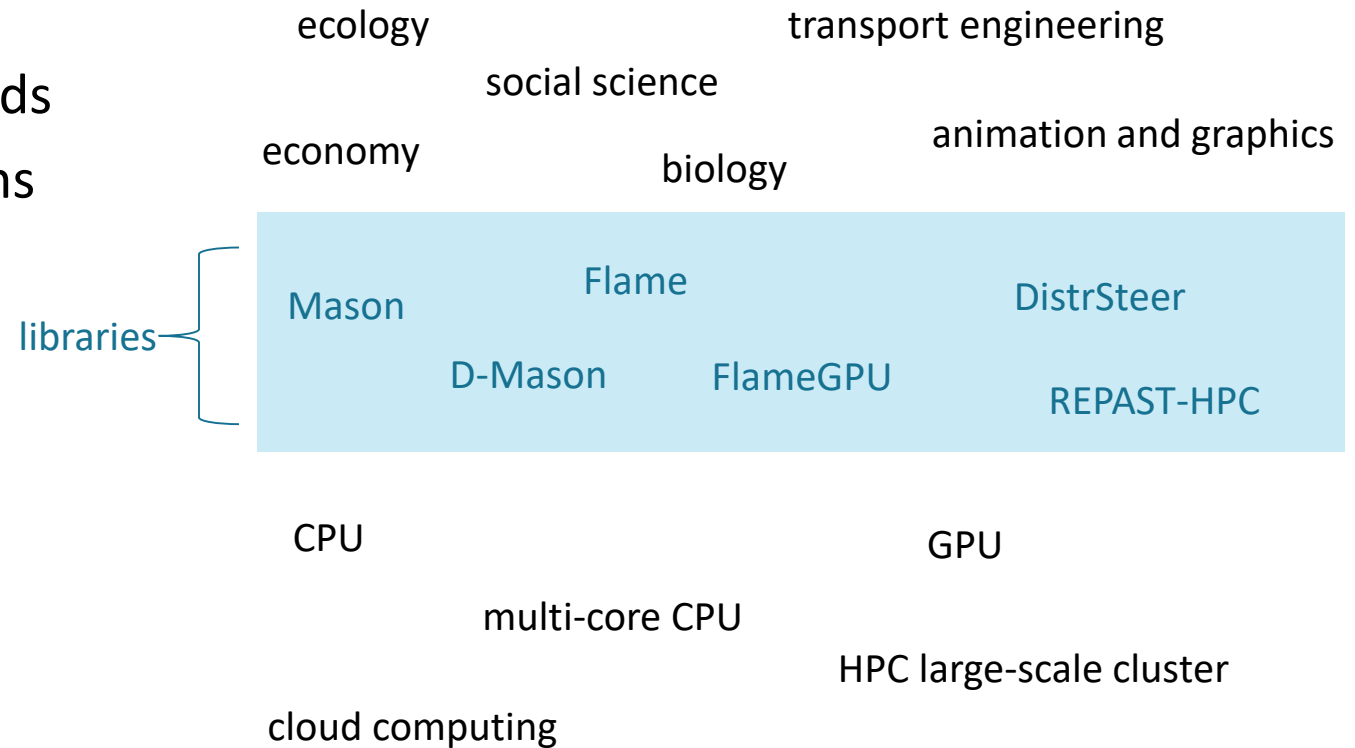 ecology
transport engineering
social science
ds
animation and graphics
economy
biology
ns
Flame
Mason
DistrSteer
libraries
D-Mason
FlameGPU
REPAST-HPC
CPU
GPU
multi-core CPU
HPC large-scale cluster
cloud computing